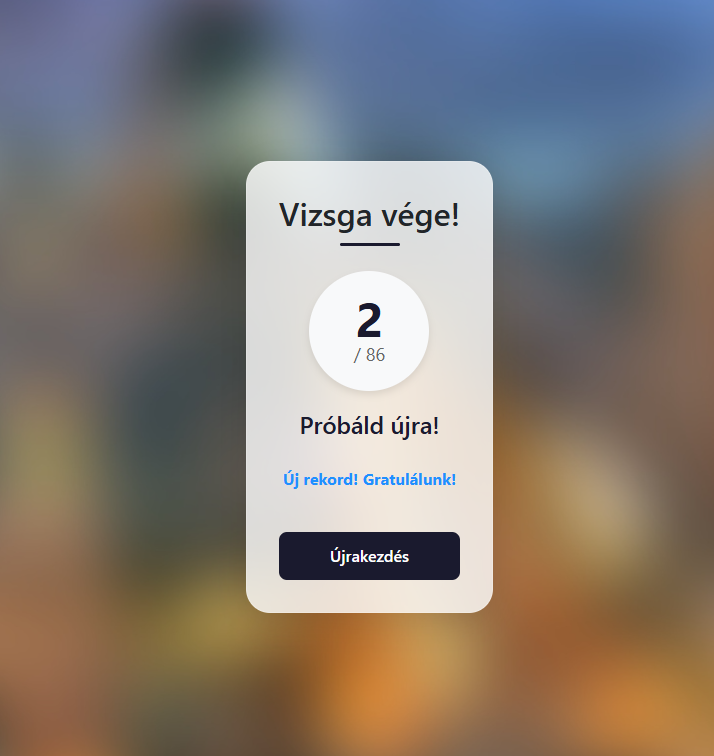 Vizsga vége!
2
/ 86
Próbáld újra!
Új rekord! Gratulálunk!
Újrakezdés